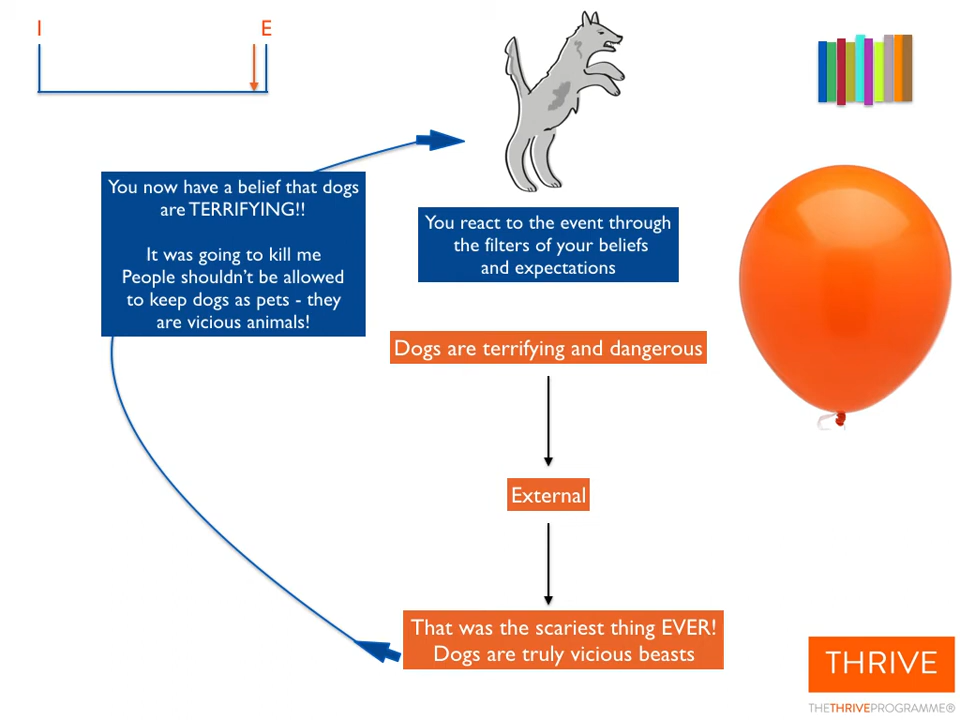 I
E
You now have a belief that dogs
are TERRIFYING!!
It was going to kill me
People shouldn't be allowed
to keep dogs as pets - they
are vicious animals!
You react to the event through
the filters of your beliefs
and expectations
Dogs are terrifying and dangerous
External
That was the scariest thing EVER!
Dogs are truly vicious beasts
THRIVE
THETHRIVEPROGRAMME®